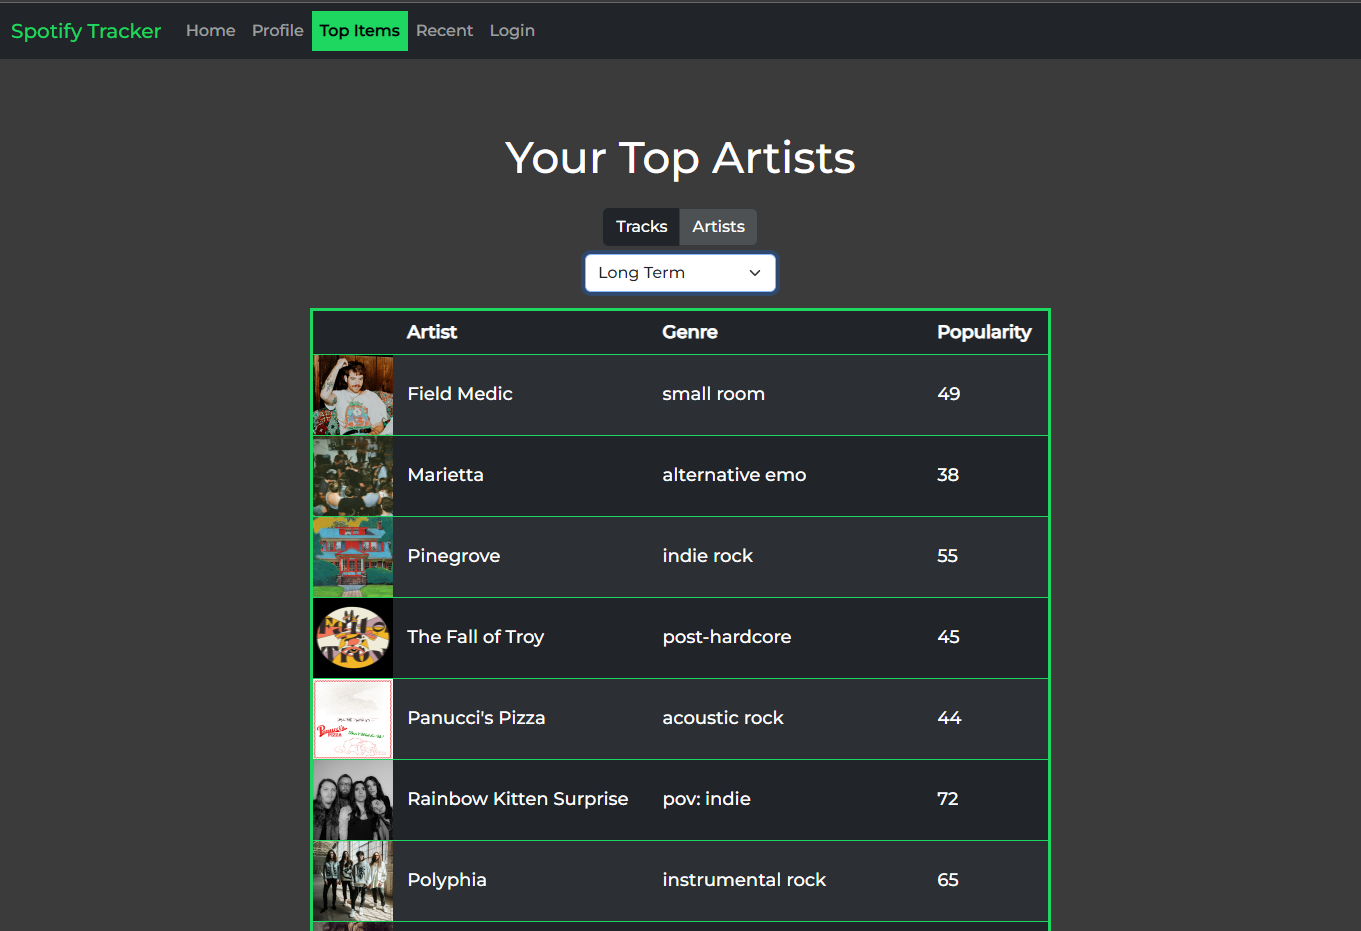 Spotify Tracker Home Profile Top Items Recent Login
Your Top Artists
Tracks Artists
Long Term
Artist Genre Popularity
Field Medic small room 49
Marietta alternative emo 38
Pinegrove indie rock 55
The Fall of Troy post-hardcore 45
Panucci's Pizza acoustic rock 44
Rainbow Kitten Surprise pov: indie 72
Polyphia instrumental rock 65